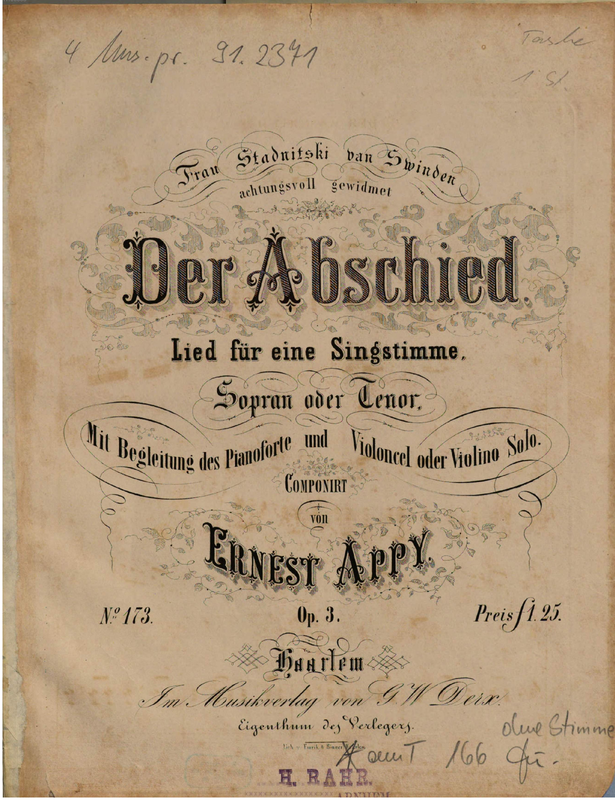 4 Mus. pr. 91.2371
Frau Stadnitski van Swinden
achtungsvoll gewidmet
Der Abschied.
Lied für eine Singstimme,
Sopran oder Tenor,
Mit Begleitung des Pianoforte und Violoncel oder Violino Solo.
COMPONIRT
von
ERNEST APPY.
Nº 173.
Op. 3.
Preis f 1. 25.
Haarlem
Im Musikverlag von G. W. Derx.
Eigenthum des Verlegers.
ohne Stimme
166
H. RAHR.
ARNHEM.